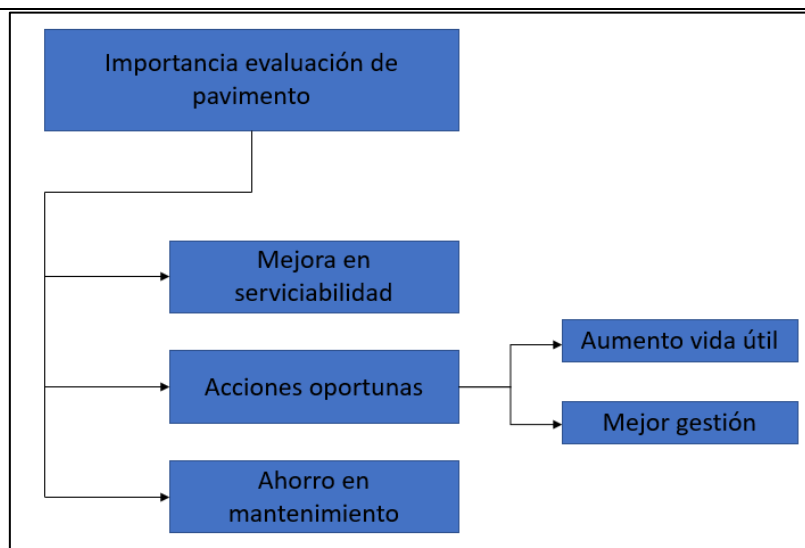 Importancia evaluación de
pavimento
Mejora en
serviciabilidad
Acciones oportunas
Aumento vida útil
Mejor gestión
Ahorro en
mantenimiento